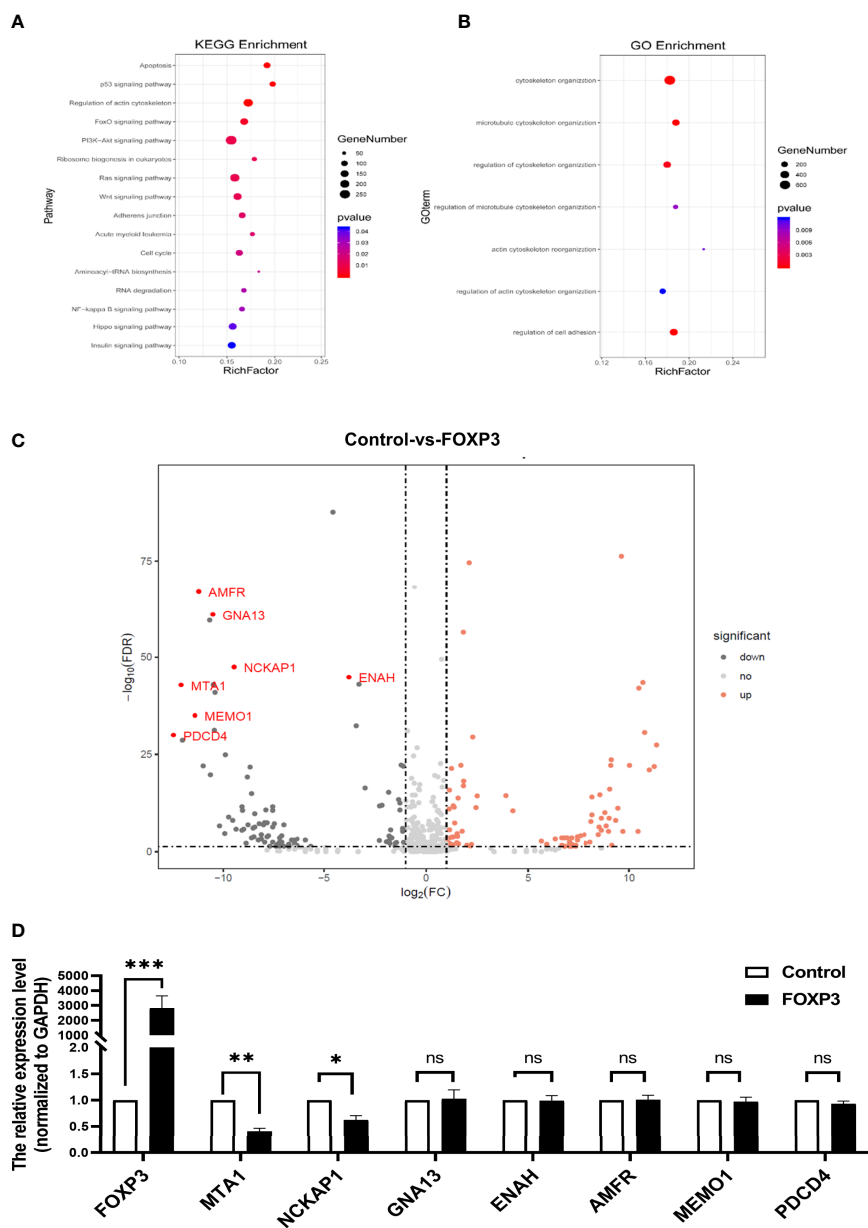 A
KEGG Enrichment
Pathway
Apoptosis
p53 signaling pathway
Regulation of actin cytoskeleton
FoxO signaling pathway
PI3K-Akt signaling pathway
Ribosome biogenesis in eukaryotes
Ras signaling pathway
Wnt signaling pathway
Adherens junction
Acute myeloid leukemia
Cell cycle
Aminoacyl-tRNA biosynthesis
RNA degradation
NF-kappa B signaling pathway
Hippo signaling pathway
Insulin signaling pathway
0.10 0.15 0.20 0.25
RichFactor
GeneNumber
50
100
150
200
250
pvalue
0.04
0.03
0.02
0.01
B
GO Enrichment
GOterm
cytoskeleton organization
microtubule cytoskeleton organization
regulation of cytoskeleton organization
regulation of microtubule cytoskeleton organization
actin cytoskeleton reorganization
regulation of actin cytoskeleton organization
regulation of cell adhesion
0.12 0.16 0.20 0.24
RichFactor
GeneNumber
200
400
600
pvalue
0.009
0.006
0.003
C
Control-vs-FOXP3
−log10(FDR)
75
50
25
0
AMFR
GNA13
NCKAP1
ENAH
MTA1
MEMO1
PDCD4
−10 −5 0 5 10
log2(FC)
significant
down
no
up
D
The relative expression level
(normalized to GAPDH)
5000
4000
3000
2000
1000
2.0
1.5
1.0
0.5
0.0
*** ** * ns ns ns ns ns
Control
FOXP3
FOXP3 MTA1 NCKAP1 GNA13 ENAH AMFR MEMO1 PDCD4